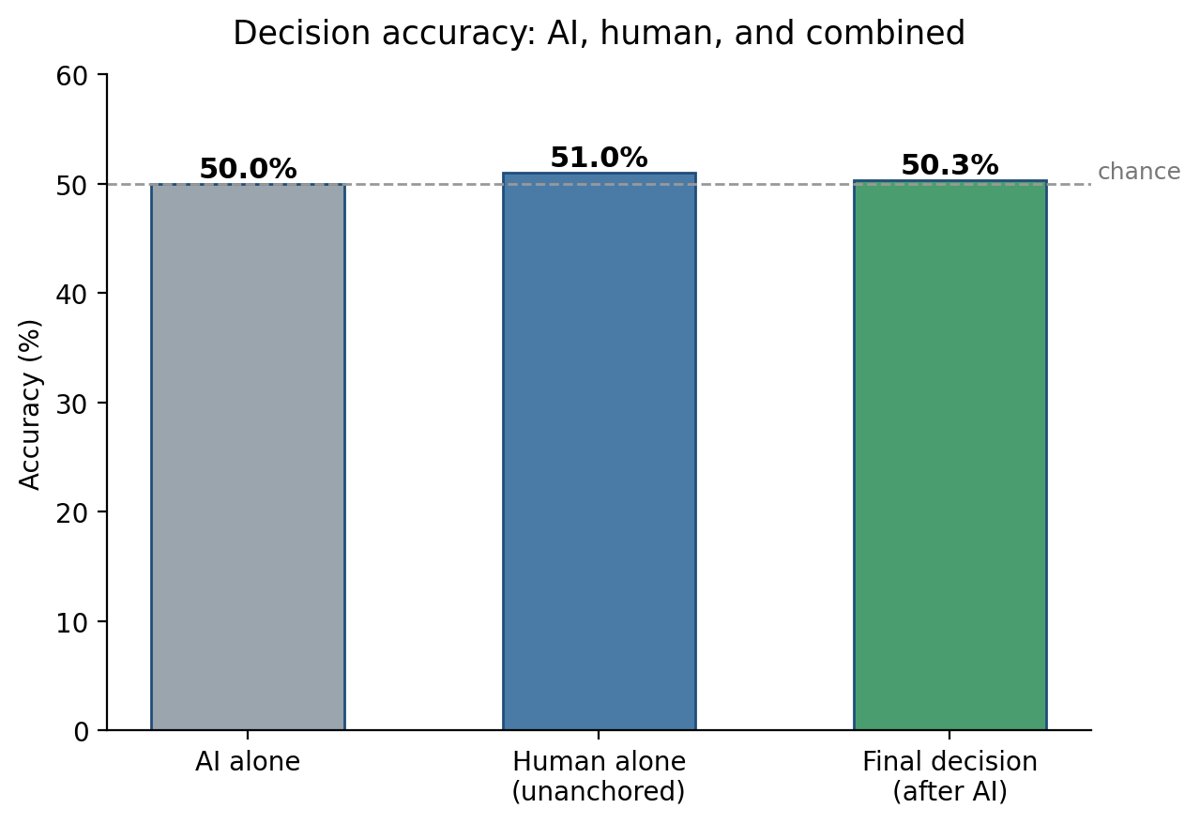 Decision accuracy: AI, human, and combined
60
50
40
30
20
10
0
Accuracy (%)
50.0%
51.0%
50.3%
chance
AI alone
Human alone
(unanchored)
Final decision
(after AI)